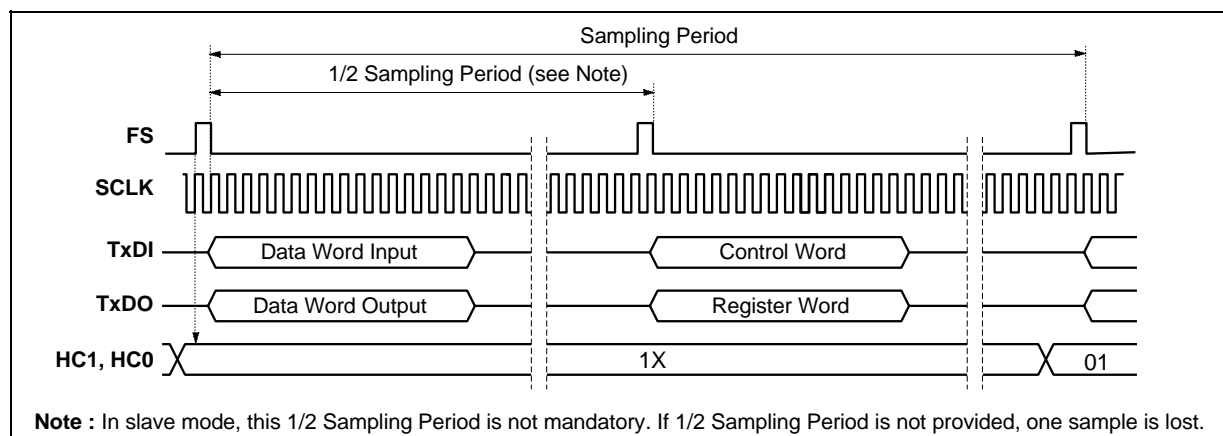 Sampling Period
1/2 Sampling Period (see Note)
FS
SCLK
TxDI Data Word Input Control Word
TxDO Data Word Output Register Word
HC1, HC0 1X 01
Note : In slave mode, this 1/2 Sampling Period is not mandatory. If 1/2 Sampling Period is not provided, one sample is lost.